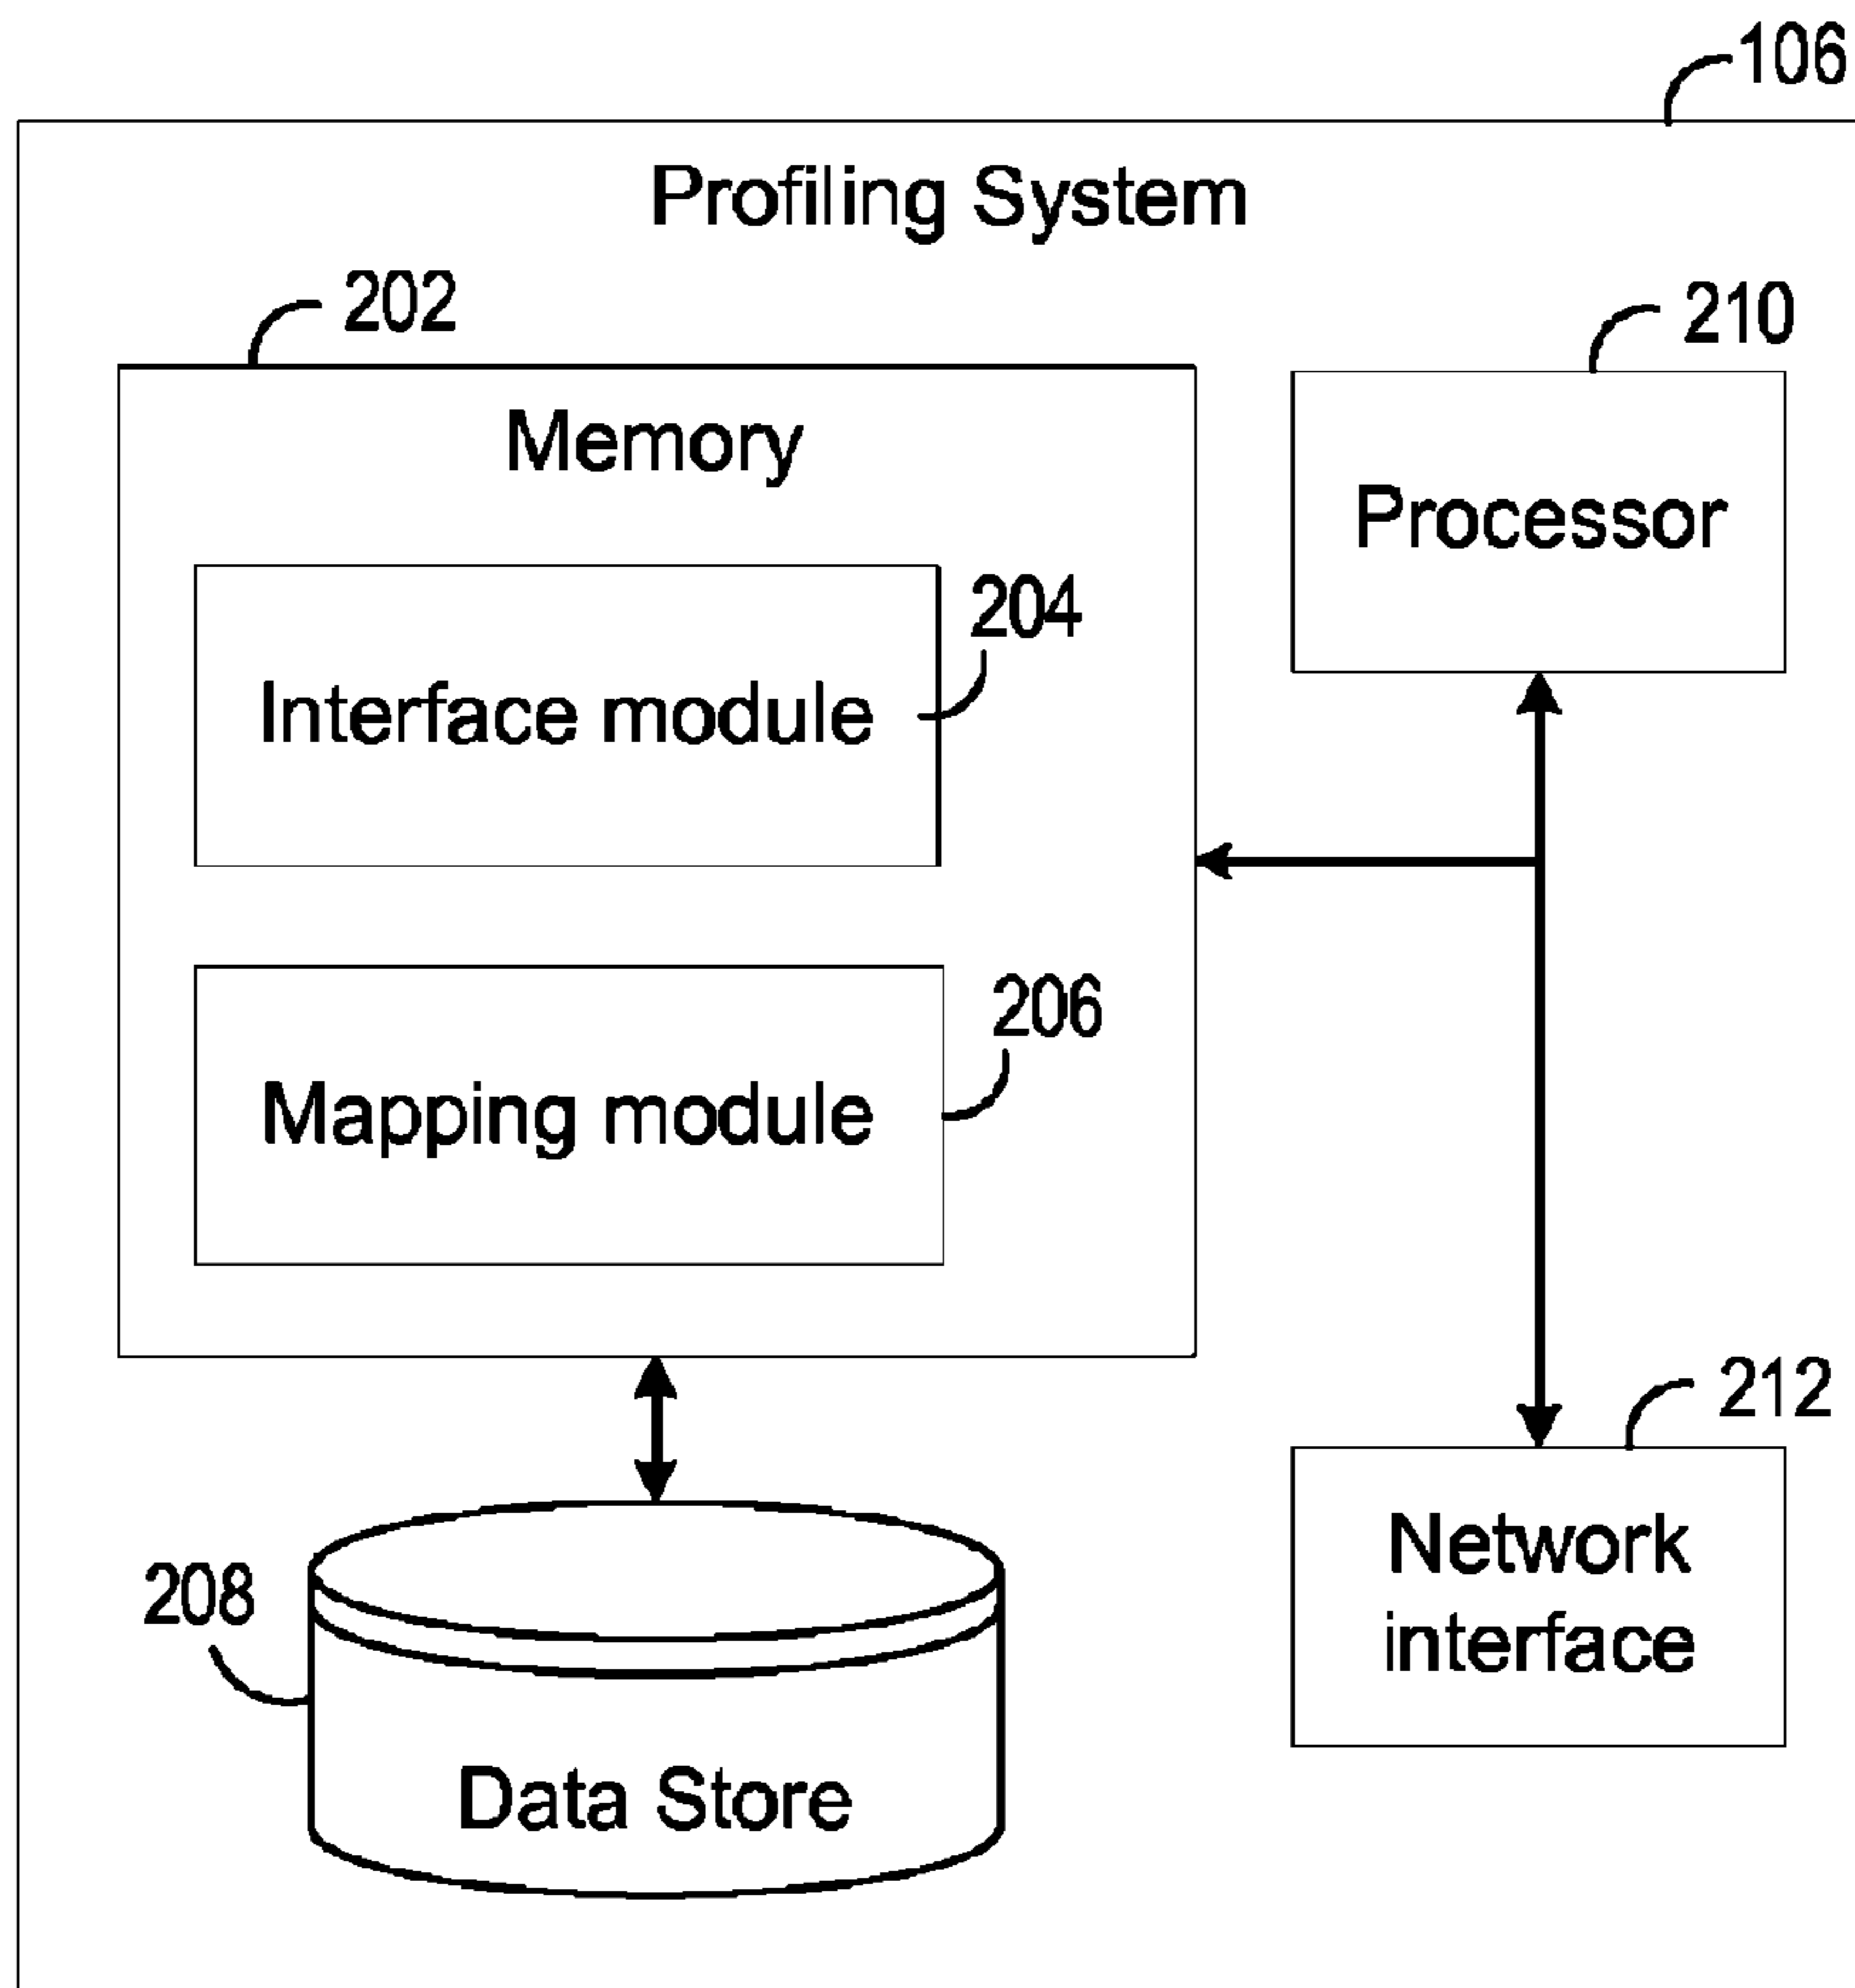 106
Profiling System
202
210
Memory
Processor
204
Interface module
206
Mapping module
212
Network
interface
208
Data Store